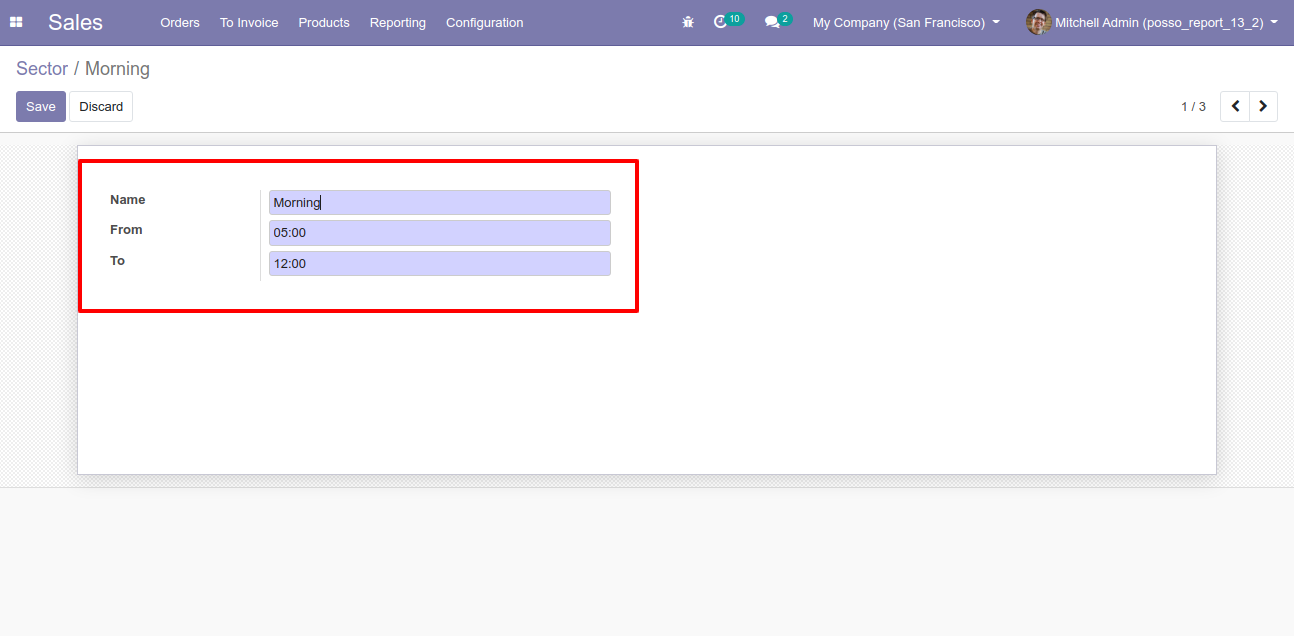 Sales Orders To Invoice Products Reporting Configuration 10 2 My Company (San Francisco) Mitchell Admin (posso_report_13_2)
Sector / Morning
Save Discard 1 / 3
Name Morning
From 05:00
To 12:00